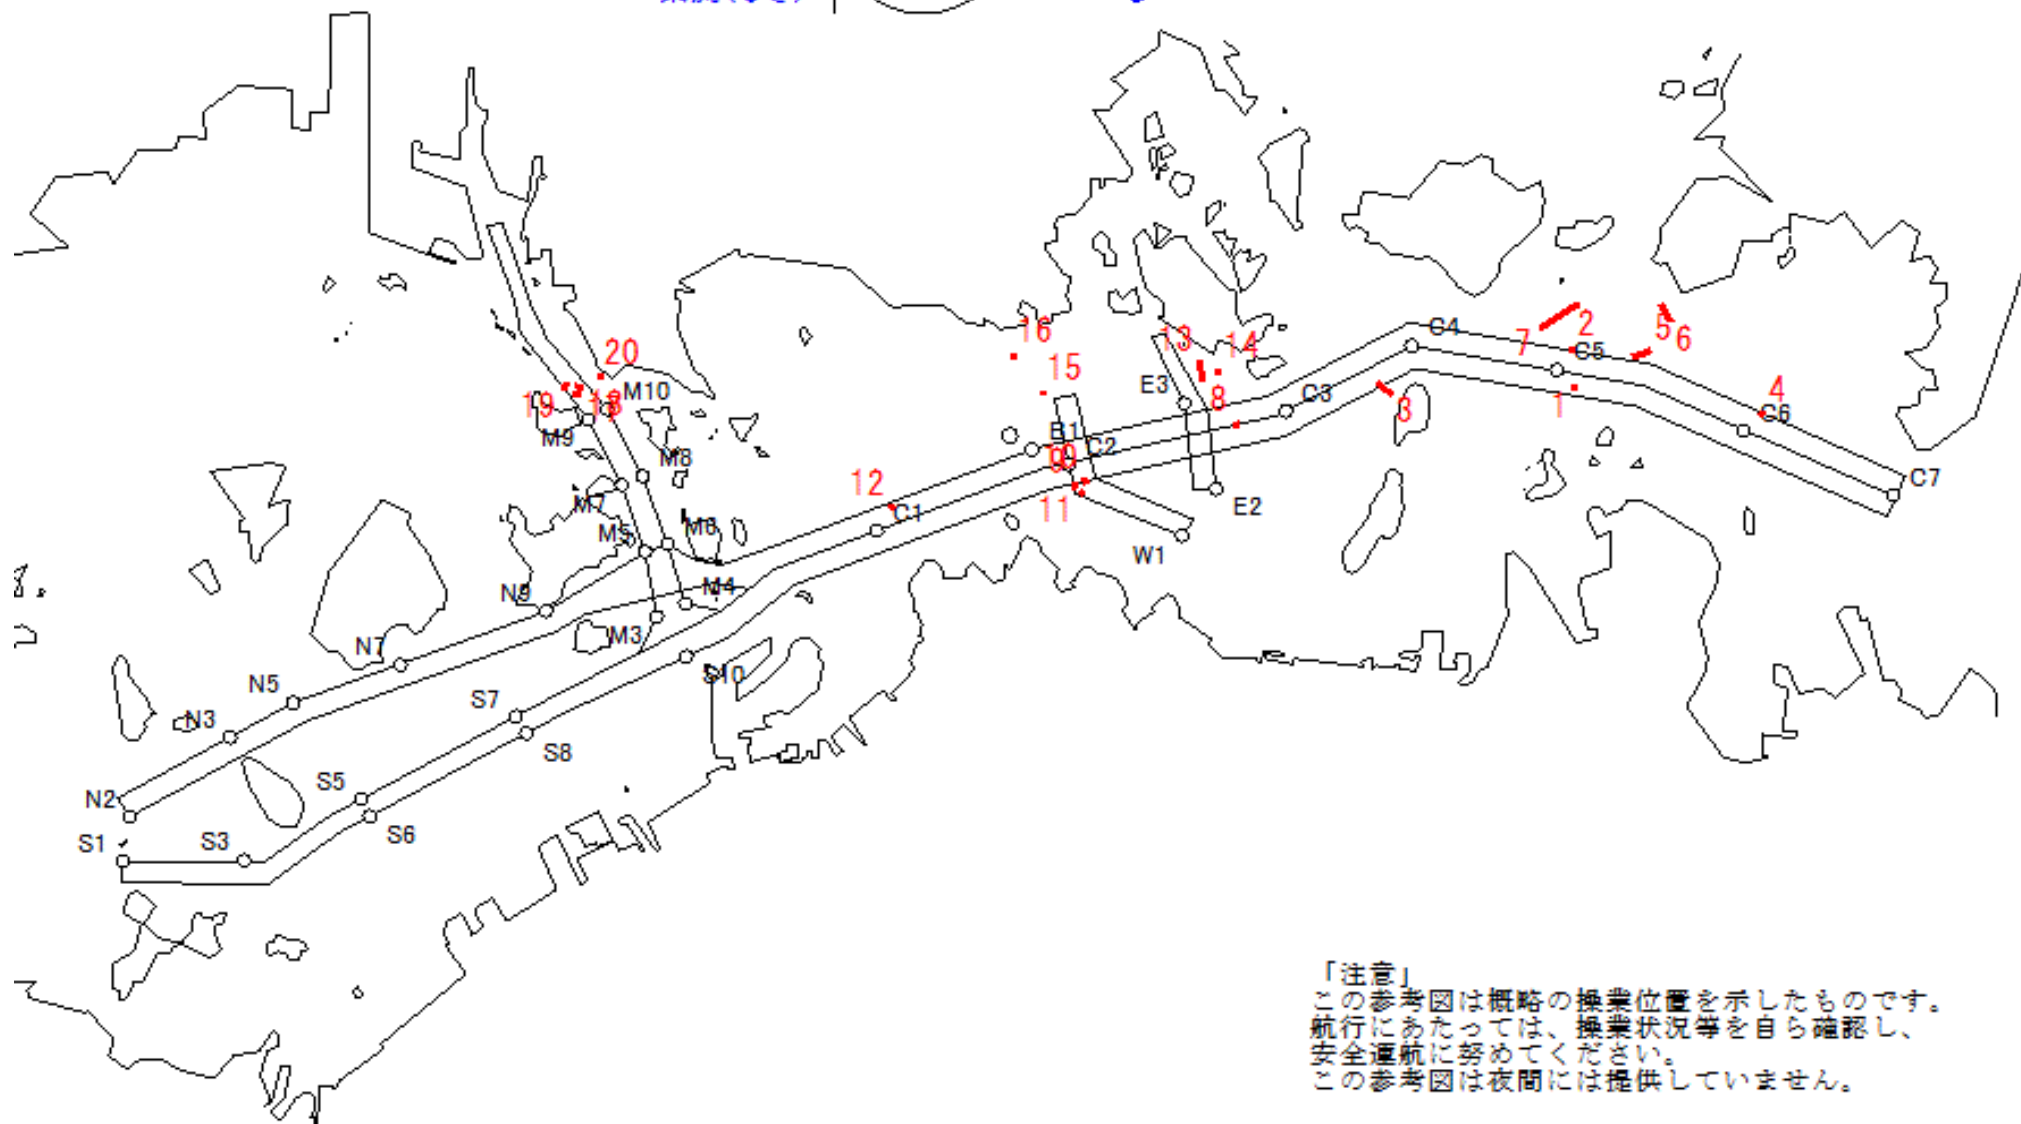 16
20
13
14
2
5
6
7
C4
C5
15
E3
8
C3
3
1
4
C6
19
18
M10
M9
B1
C2
M8
C7
12
11
E2
M7
C1
M5
M6
W1
N9
M4
M3
N7
S10
N5
S7
N3
S8
S5
N2
S6
S1
S3
「注意」
この参考図は概略の操業位置を示したものです。
航行にあたっては、操業状況等を自ら確認し、
安全運航に努めてください。
この参考図は夜間には提供していません。